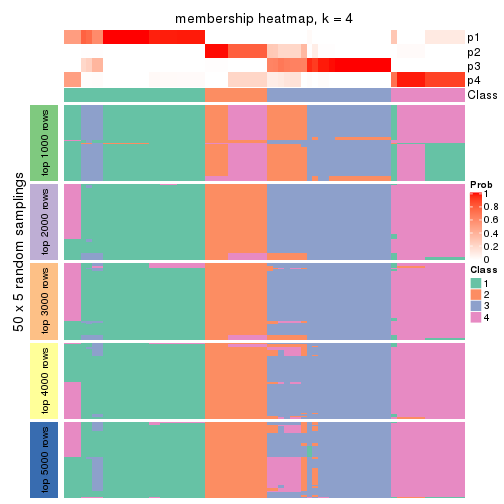 membership heatmap, k = 4
p1
p2
p3
p4
Class
50 x 5 random samplings
top 1000 rows
top 2000 rows
top 3000 rows
top 4000 rows
top 5000 rows
Prob
1
0.8
0.6
0.4
0.2
0
Class
1
2
3
4